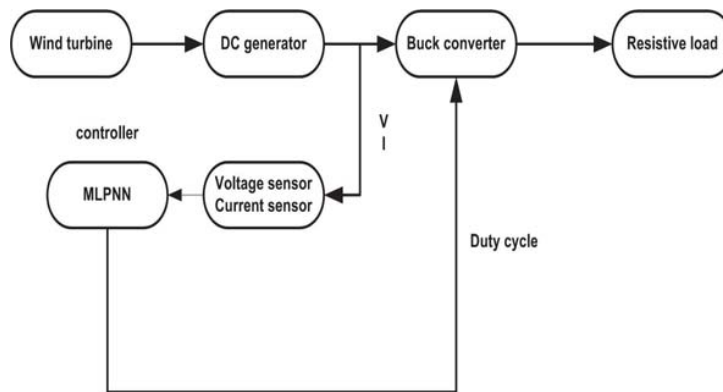 Wind turbine
DC generator
Buck converter
Resistive load
V
I
controller
MLPNN
Voltage sensor
Current sensor
Duty cycle